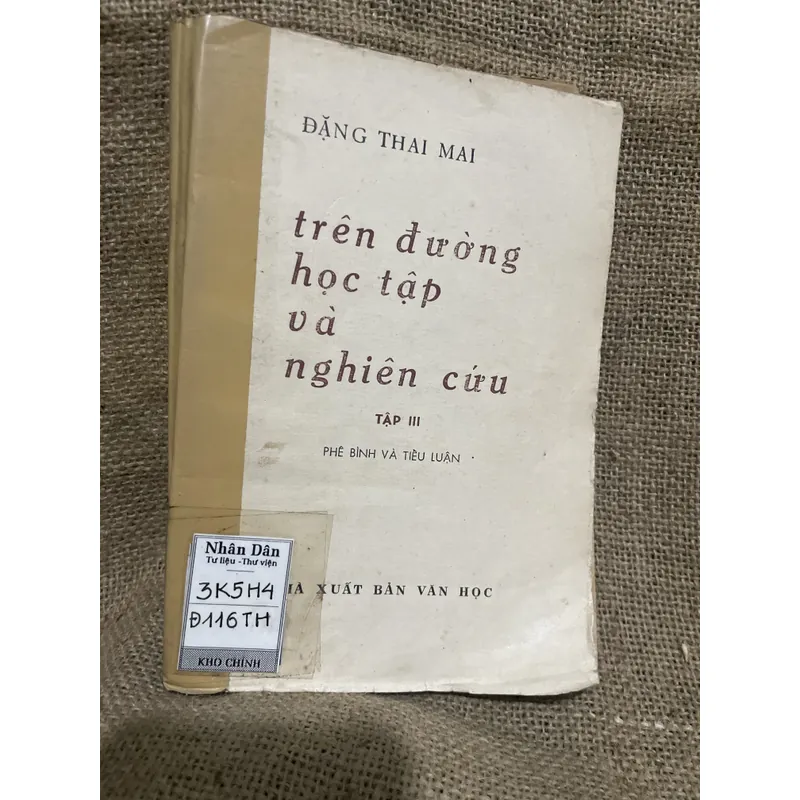 ĐẶNG THAI MAI
trên đường
học tập
và
nghiên cứu
TẬP III
PHÊ BÌNH VÀ TIỂU LUẬN
XUẤT BẢN VĂN HỌC
Nhân Dân
Tư liệu -Thư viện
3K5H4
Đ116TH
KHO CHÍNH